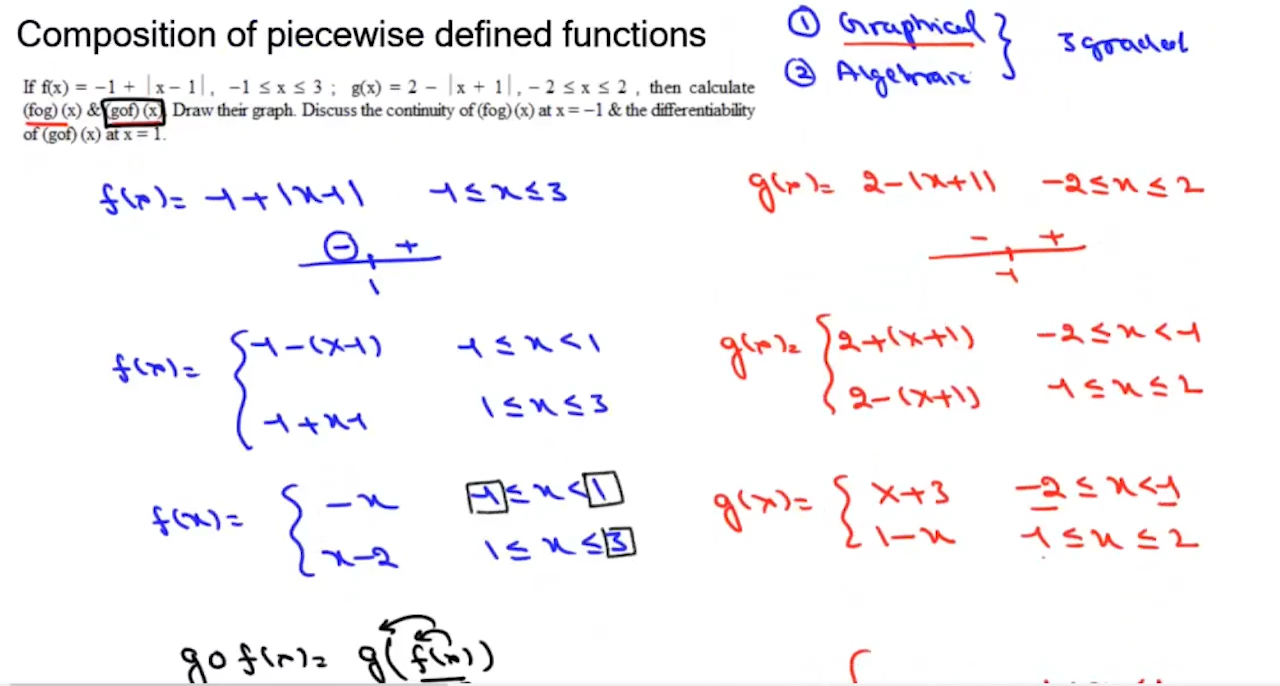 Composition of piecewise defined functions
① Graphical
② Algebraic
} 3 graded
If f(x) = −1 + |x − 1|, −1 ≤ x ≤ 3 ; g(x) = 2 − |x + 1|, − 2 ≤ x ≤ 2 , then calculate
(fog) (x) & (gof) (x). Draw their graph. Discuss the continuity of (fog) (x) at x = −1 & the differentiability
of (gof) (x) at x = 1.
f(x) = -1 + |x-1| -1 ≤ x ≤ 3
g(x) = 2 - |x+1| -2 ≤ x ≤ 2
− +
1
- +
-1
f(x) = { -1 - (x-1) -1 ≤ x < 1
-1 + x-1 1 ≤ x ≤ 3
g(x) = { 2 + (x+1) -2 ≤ x < -1
2 - (x+1) -1 ≤ x ≤ 2
f(x) = { -x -1 ≤ x < 1
x-2 1 ≤ x ≤ 3
g(x) = { x+3 -2 ≤ x < -1
1-x -1 ≤ x ≤ 2
gof(x) = g(f(x))